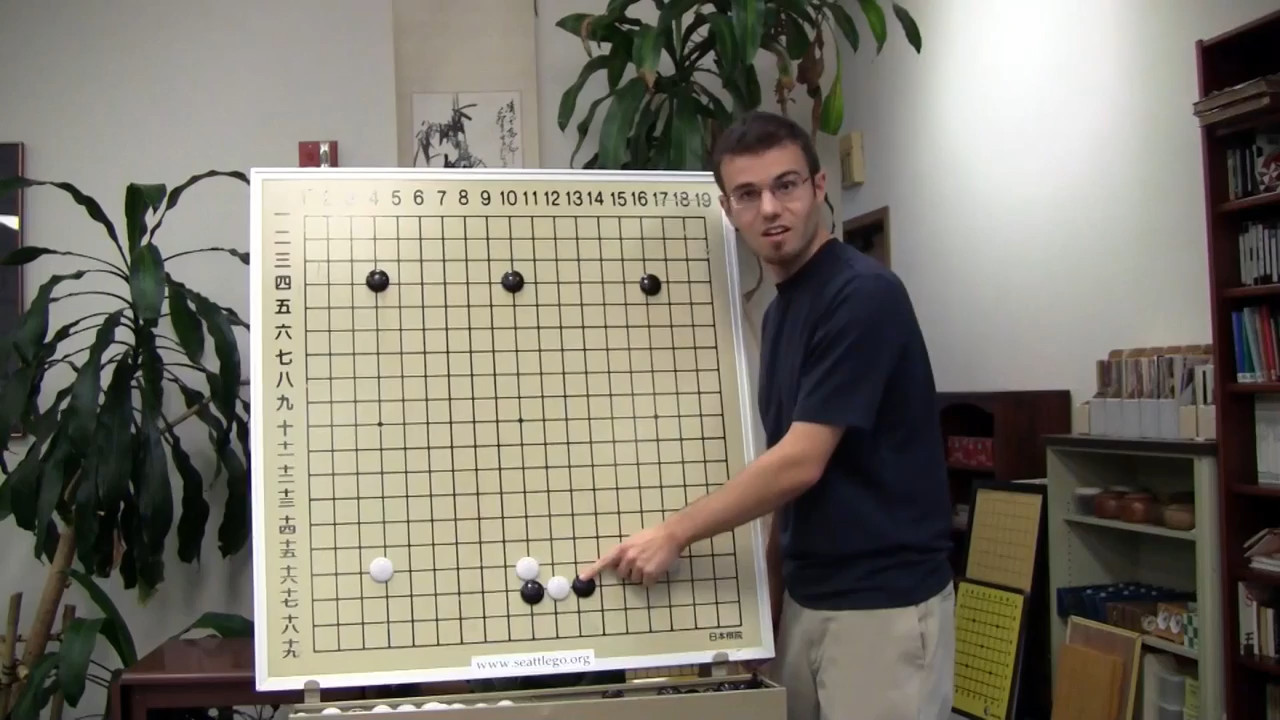 4 5 6 7 8 9 10 11 12 13 14 15 16 17 18 19
一
二
三
四
五
六
七
八
九
十
十一
十二
十三
十四
十五
十六
十七
十八
十九
日本棋院
www.seattlego.org